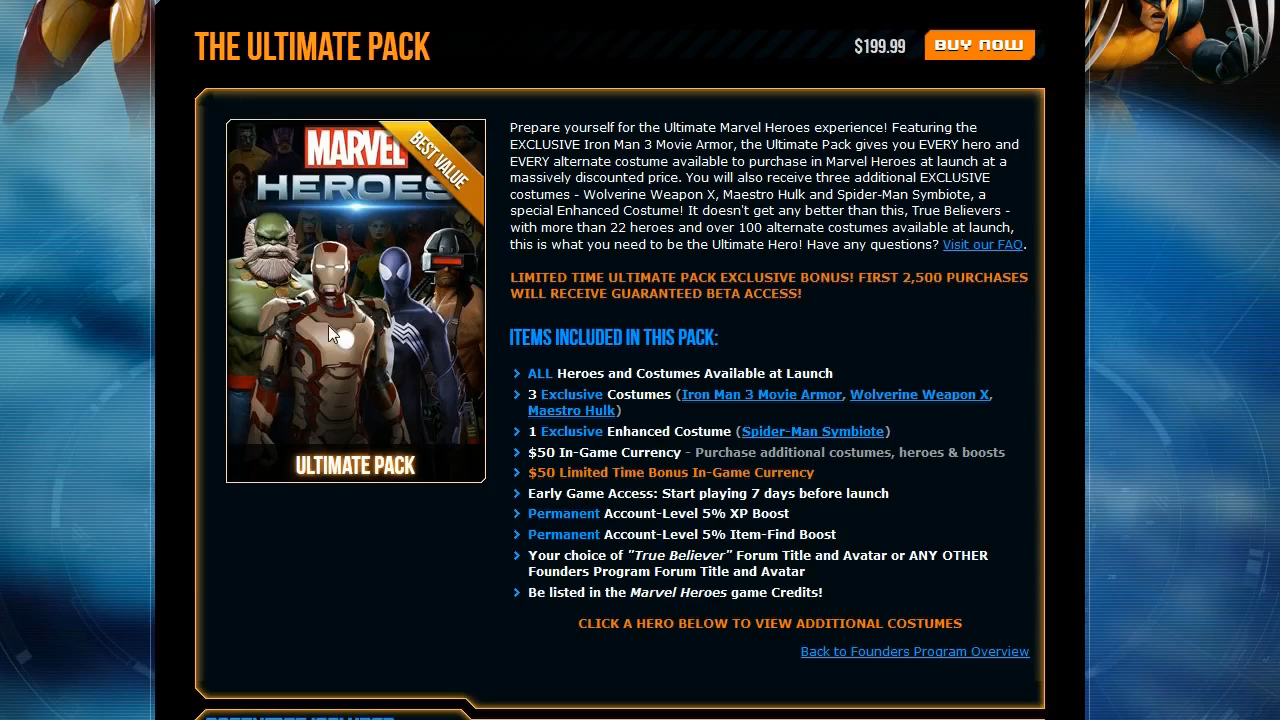 THE ULTIMATE PACK
$199.99
BUY NOW
MARVEL
HEROES
BEST VALUE
ULTIMATE PACK
Prepare yourself for the Ultimate Marvel Heroes experience! Featuring the
EXCLUSIVE Iron Man 3 Movie Armor, the Ultimate Pack gives you EVERY hero and
EVERY alternate costume available to purchase in Marvel Heroes at launch at a
massively discounted price. You will also receive three additional EXCLUSIVE
costumes - Wolverine Weapon X, Maestro Hulk and Spider-Man Symbiote, a
special Enhanced Costume! It doesn't get any better than this, True Believers -
with more than 22 heroes and over 100 alternate costumes available at launch,
this is what you need to be the Ultimate Hero! Have any questions? Visit our FAQ.
LIMITED TIME ULTIMATE PACK EXCLUSIVE BONUS! FIRST 2,500 PURCHASES
WILL RECEIVE GUARANTEED BETA ACCESS!
ITEMS INCLUDED IN THIS PACK:
ALL Heroes and Costumes Available at Launch
3 Exclusive Costumes (Iron Man 3 Movie Armor, Wolverine Weapon X,
Maestro Hulk)
1 Exclusive Enhanced Costume (Spider-Man Symbiote)
$50 In-Game Currency - Purchase additional costumes, heroes & boosts
$50 Limited Time Bonus In-Game Currency
Early Game Access: Start playing 7 days before launch
Permanent Account-Level 5% XP Boost
Permanent Account-Level 5% Item-Find Boost
Your choice of "True Believer" Forum Title and Avatar or ANY OTHER
Founders Program Forum Title and Avatar
Be listed in the Marvel Heroes game Credits!
CLICK A HERO BELOW TO VIEW ADDITIONAL COSTUMES
Back to Founders Program Overview